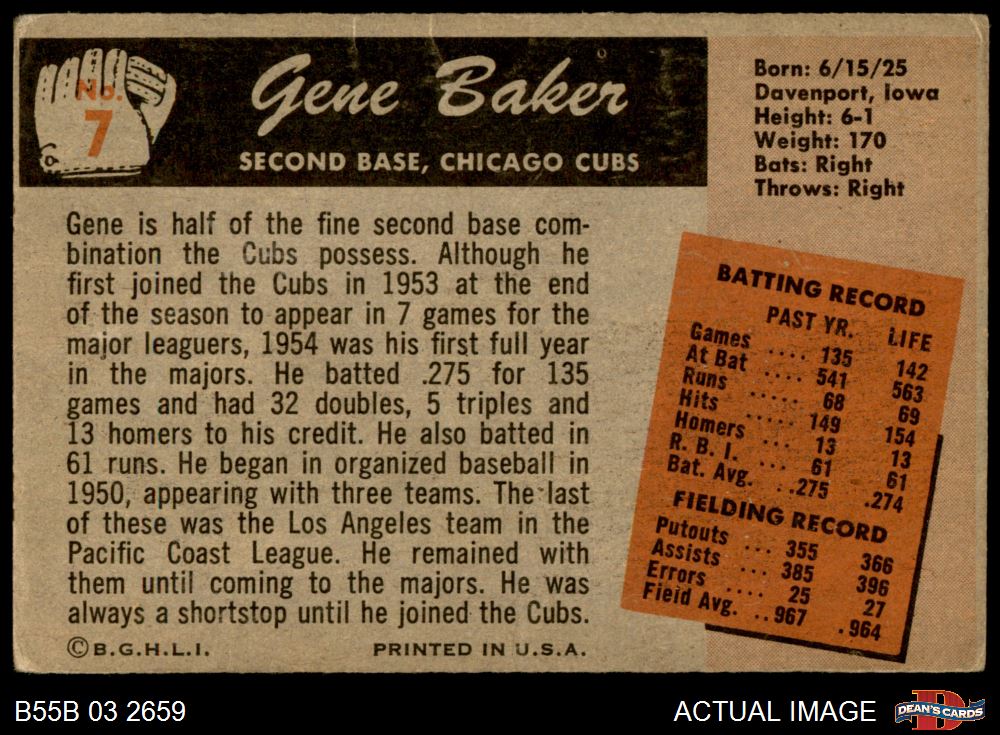 No.
7
Gene Baker
SECOND BASE, CHICAGO CUBS
Born: 6/15/25
Davenport, Iowa
Height: 6-1
Weight: 170
Bats: Right
Throws: Right
Gene is half of the fine second base com-
bination the Cubs possess. Although he
first joined the Cubs in 1953 at the end
of the season to appear in 7 games for the
major leaguers, 1954 was his first full year
in the majors. He batted .275 for 135
games and had 32 doubles, 5 triples and
13 homers to his credit. He also batted in
61 runs. He began in organized baseball in
1950, appearing with three teams. The last
of these was the Los Angeles team in the
Pacific Coast League. He remained with
them until coming to the majors. He was
always a shortstop until he joined the Cubs.
BATTING RECORD
PAST YR. LIFE
Games .... 135 142
At Bat .... 541 563
Runs ..... 68 69
Hits ..... 149 154
Homers ... 13 13
R. B. I. ... 61 61
Bat. Avg. ..275 .274
FIELDING RECORD
Putouts ... 355 366
Assists ... 385 396
Errors .... 25 27
Field Avg. ..967 .964
©B.G.H.L.I. PRINTED IN U.S.A.
B55B 03 2659
ACTUAL IMAGE
D
DEAN'S CARDS